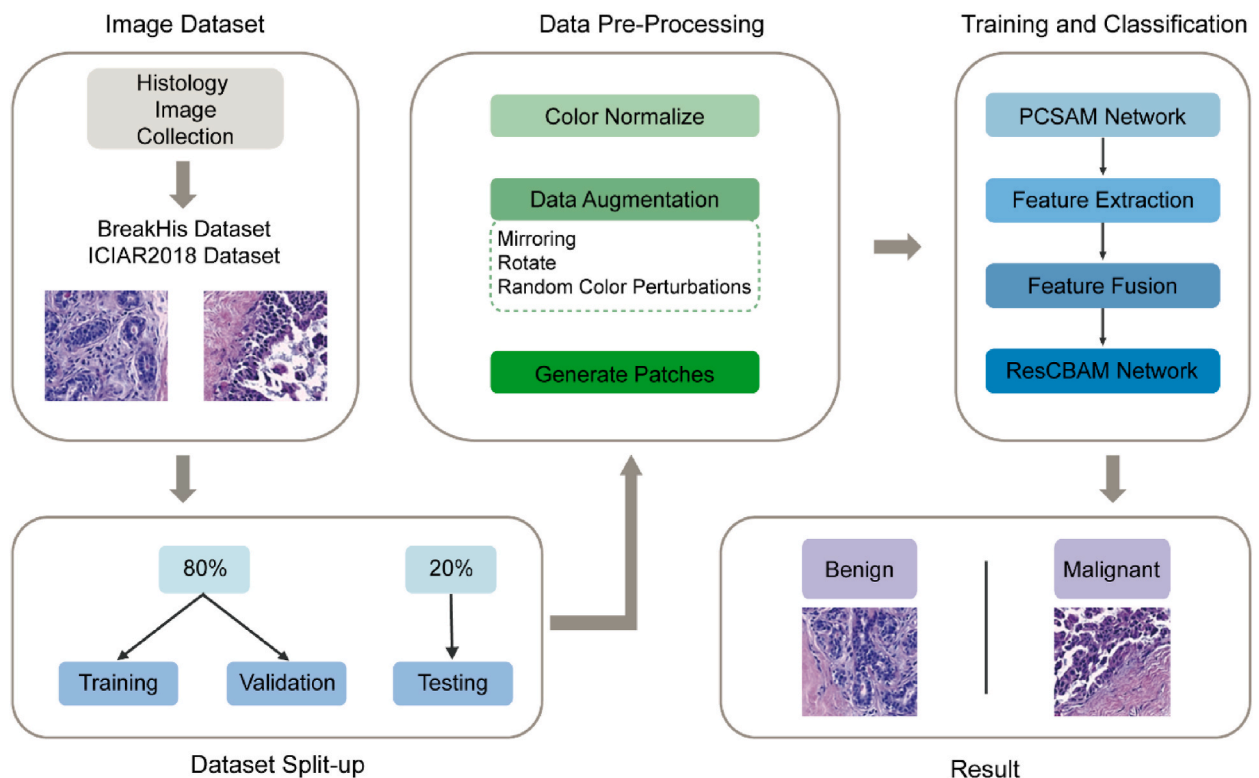 Image Dataset
Histology
Image
Collection
BreakHis Dataset
ICIAR2018 Dataset
80%
20%
Training
Validation
Testing
Dataset Split-up
Data Pre-Processing
Color Normalize
Data Augmentation
Mirroring
Rotate
Random Color Perturbations
Generate Patches
Training and Classification
PCSAM Network
Feature Extraction
Feature Fusion
ResCBAM Network
Benign
Malignant
Result